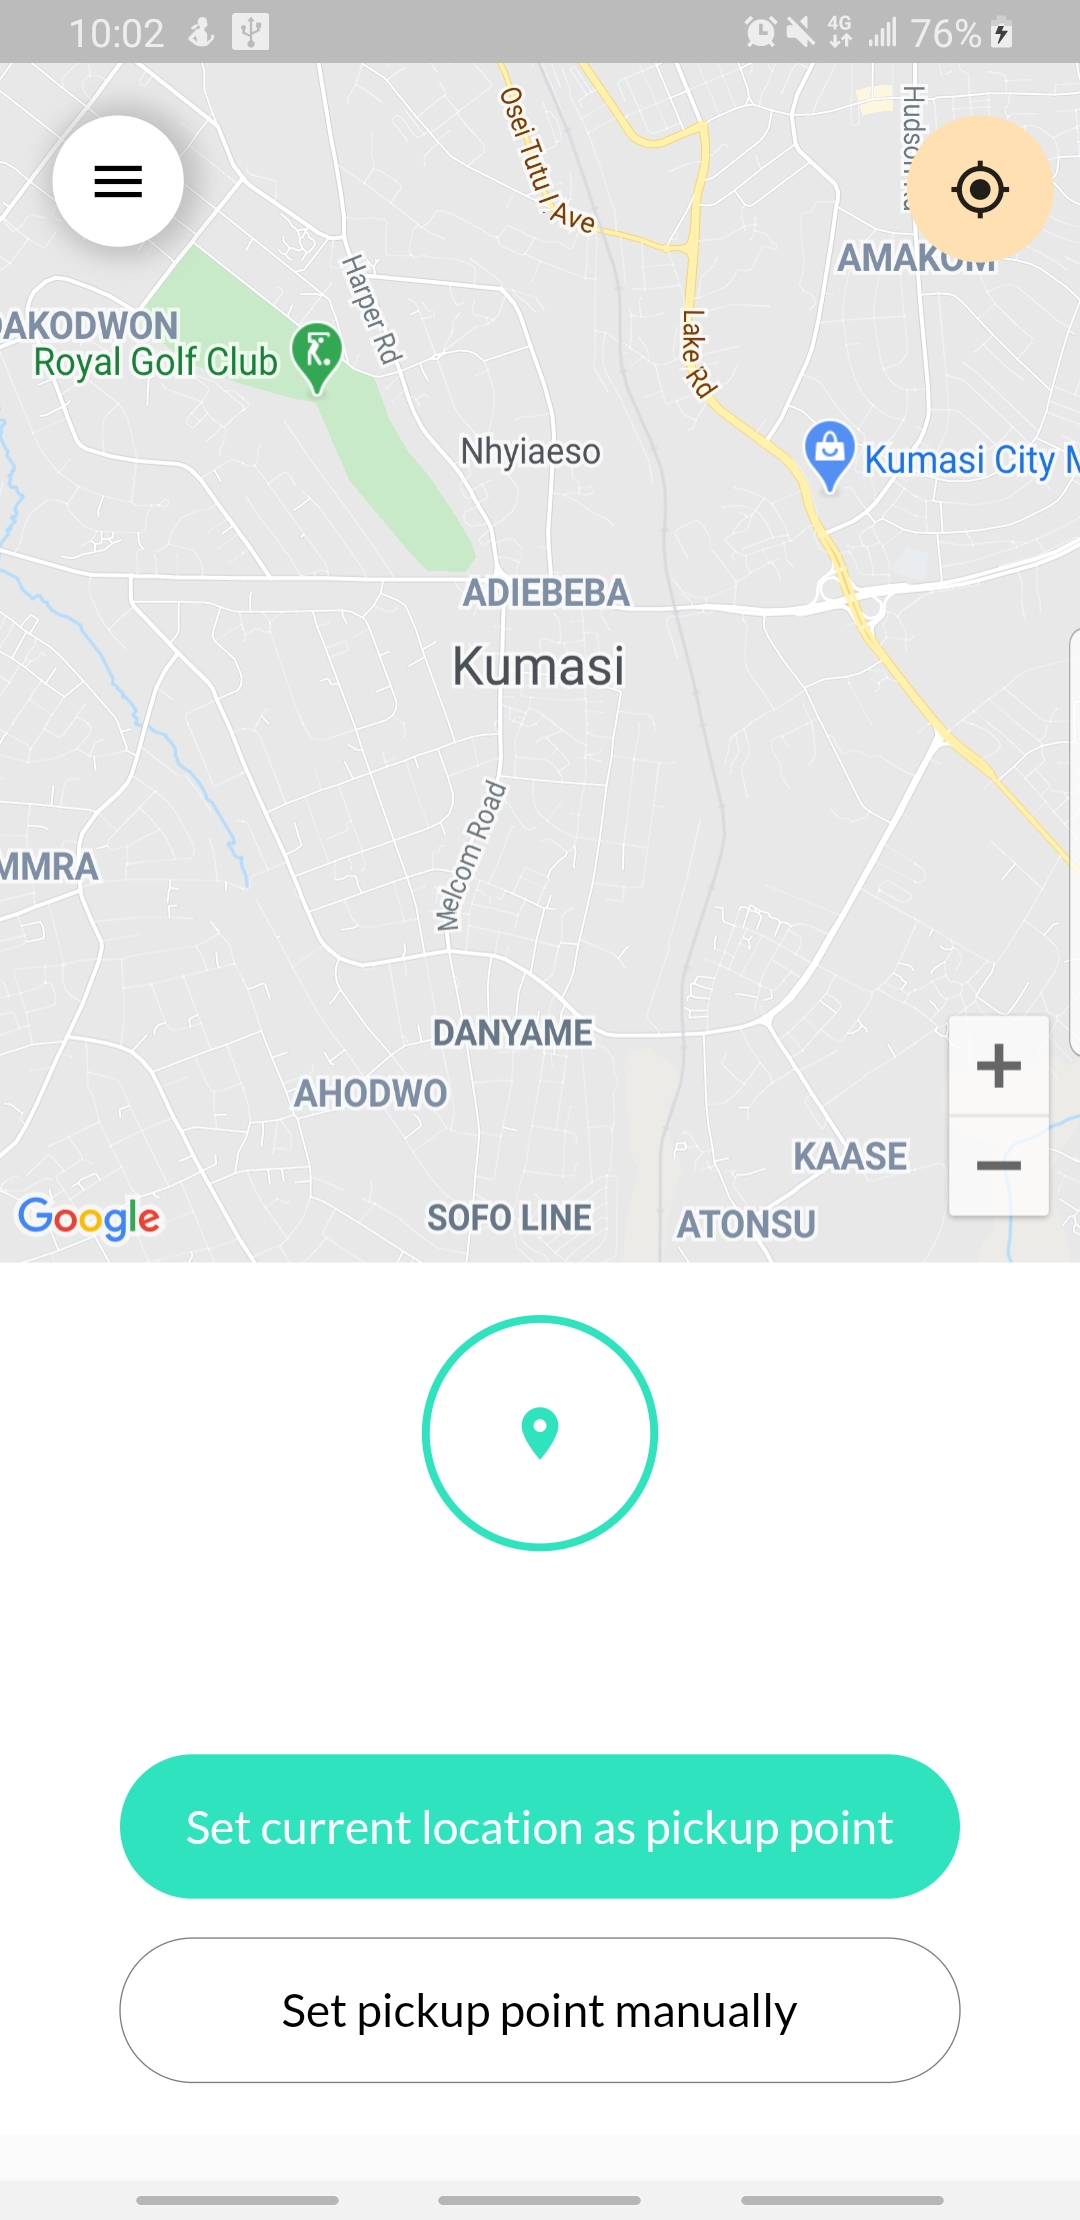 10:02
4G
76%
Osei Tutu I Ave
Hudson Rd
AMAKOM
Harper Rd
DAKODWON
Royal Golf Club
Lake Rd
Nhyiaeso
Kumasi City M
ADIEBEBA
Kumasi
Melcom Road
MMRA
DANYAME
AHODWO
KAASE
Google
SOFO LINE
ATONSU
Set current location as pickup point
Set pickup point manually